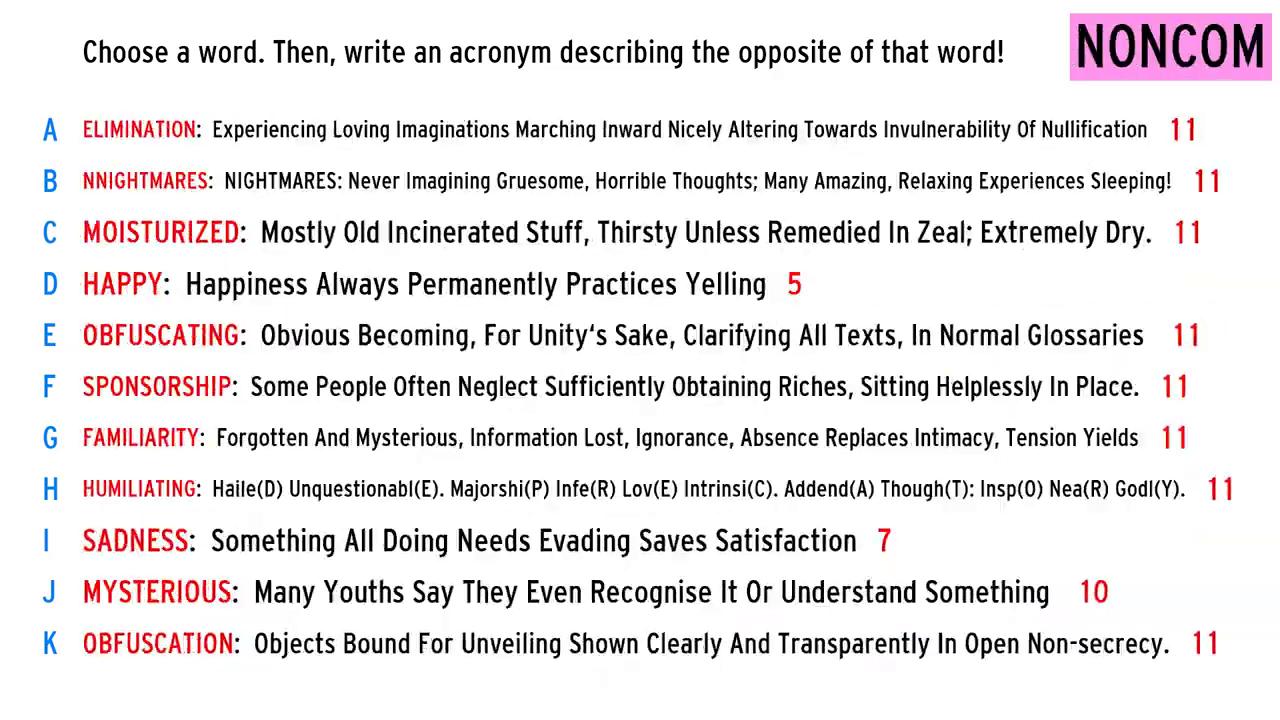 Choose a word. Then, write an acronym describing the opposite of that word!
NONCOM
A ELIMINATION: Experiencing Loving Imaginations Marching Inward Nicely Altering Towards Invulnerability Of Nullification 11
B NNIGHTMARES: NIGHTMARES: Never Imagining Gruesome, Horrible Thoughts; Many Amazing, Relaxing Experiences Sleeping! 11
C MOISTURIZED: Mostly Old Incinerated Stuff, Thirsty Unless Remedied In Zeal; Extremely Dry. 11
D HAPPY: Happiness Always Permanently Practices Yelling 5
E OBFUSCATING: Obvious Becoming, For Unity‘s Sake, Clarifying All Texts, In Normal Glossaries 11
F SPONSORSHIP: Some People Often Neglect Sufficiently Obtaining Riches, Sitting Helplessly In Place. 11
G FAMILIARITY: Forgotten And Mysterious, Information Lost, Ignorance, Absence Replaces Intimacy, Tension Yields 11
H HUMILIATING: Haile(D) Unquestionabl(E). Majorshi(P) Infe(R) Lov(E) Intrinsi(C). Addend(A) Though(T): Insp(O) Nea(R) Godl(Y). 11
I SADNESS: Something All Doing Needs Evading Saves Satisfaction 7
J MYSTERIOUS: Many Youths Say They Even Recognise It Or Understand Something 10
K OBFUSCATION: Objects Bound For Unveiling Shown Clearly And Transparently In Open Non-secrecy. 11